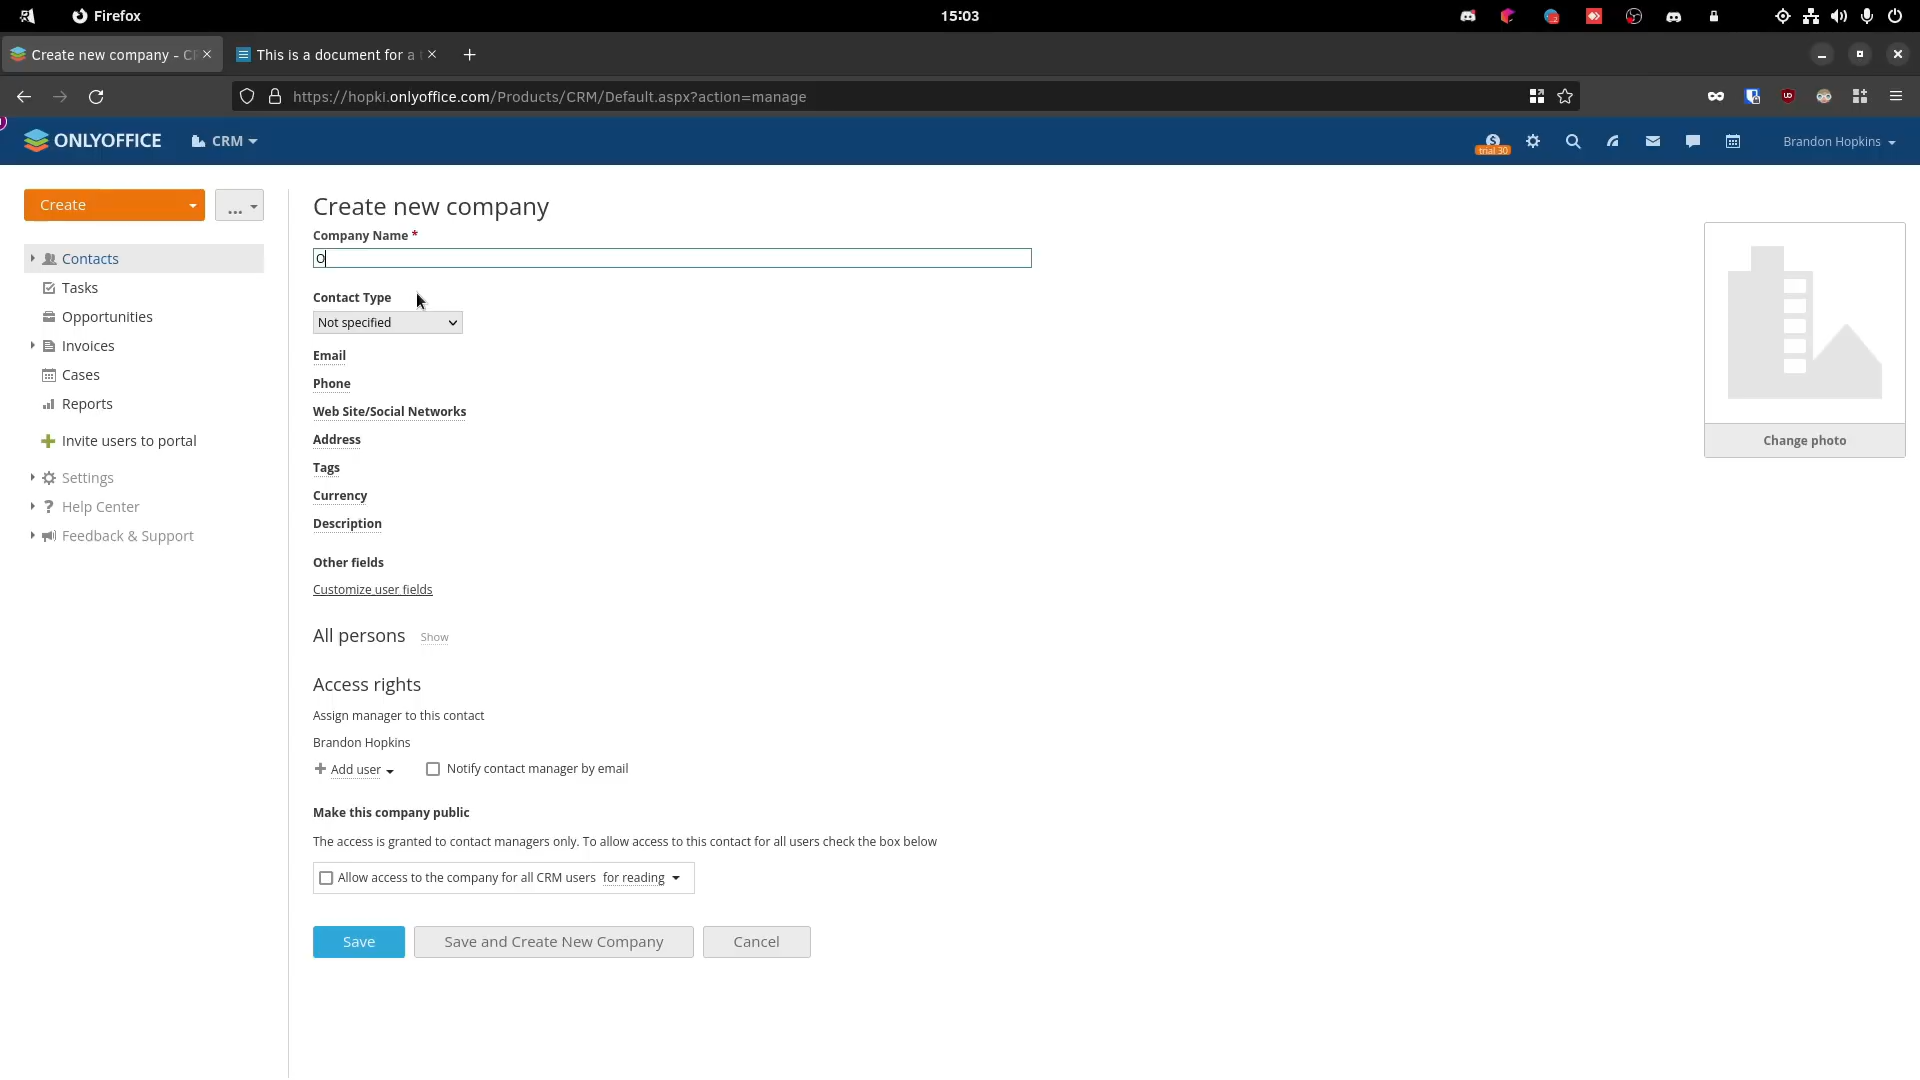 Firefox
15:03
Create new company - C
This is a document for a
https://hopki.onlyoffice.com/Products/CRM/Default.aspx?action=manage
ONLYOFFICE
CRM
trial 30
Brandon Hopkins
Create
...
Contacts
Tasks
Opportunities
Invoices
Cases
Reports
Invite users to portal
Settings
Help Center
Feedback & Support
Create new company
Company Name *
O
Contact Type
Not specified
Email
Phone
Web Site/Social Networks
Address
Tags
Currency
Description
Other fields
Customize user fields
All persons Show
Access rights
Assign manager to this contact
Brandon Hopkins
Add user
Notify contact manager by email
Make this company public
The access is granted to contact managers only. To allow access to this contact for all users check the box below
Allow access to the company for all CRM users for reading
Save
Save and Create New Company
Cancel
Change photo